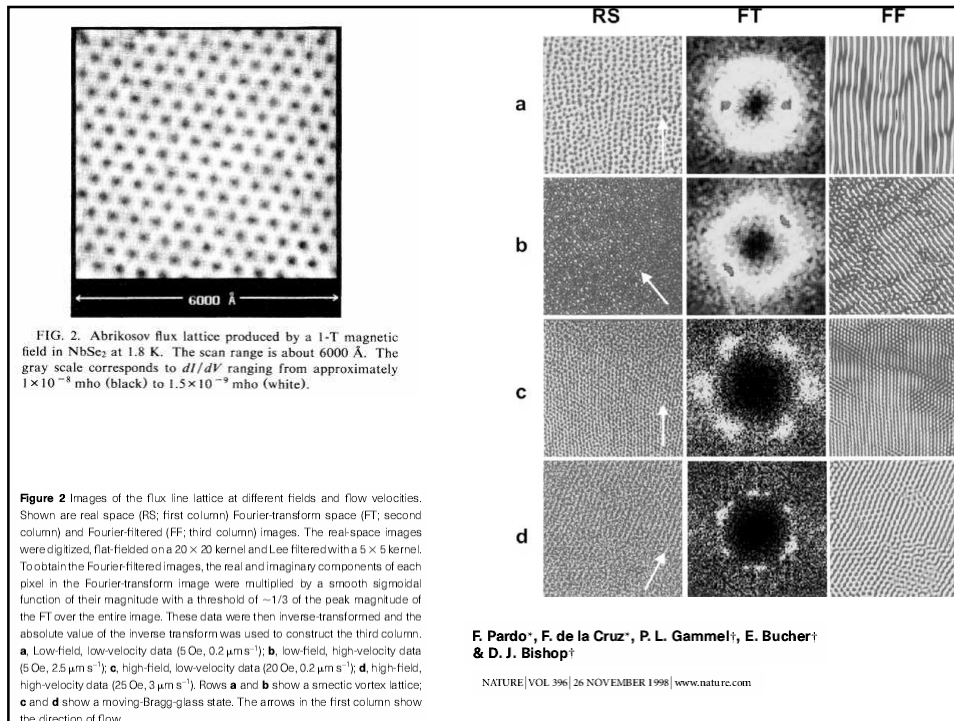 6000 Å
FIG. 2. Abrikosov flux lattice produced by a 1-T magnetic
field in NbSe₂ at 1.8 K. The scan range is about 6000 Å. The
gray scale corresponds to dI/dV ranging from approximately
1×10⁻⁸ mho (black) to 1.5×10⁻⁹ mho (white).
Figure 2 Images of the flux line lattice at different fields and flow velocities.
Shown are real space (RS; first column) Fourier-transform space (FT; second
column) and Fourier-filtered (FF; third column) images. The real-space images
were digitized, flat-fielded on a 20 × 20 kernel and Lee filtered with a 5 × 5 kernel.
To obtain the Fourier-filtered images, the real and imaginary components of each
pixel in the Fourier-transform image were multiplied by a smooth sigmoidal
function of their magnitude with a threshold of ~1/3 of the peak magnitude of
the FT over the entire image. These data were then inverse-transformed and the
absolute value of the inverse transform was used to construct the third column.
a, Low-field, low-velocity data (5 Oe, 0.2 μm s⁻¹); b, low-field, high-velocity data
(5 Oe, 2.5 μm s⁻¹); c, high-field, low-velocity data (20 Oe, 0.2 μm s⁻¹); d, high-field,
high-velocity data (25 Oe, 3 μm s⁻¹). Rows a and b show a smectic vortex lattice;
c and d show a moving-Bragg-glass state. The arrows in the first column show
the direction of flow.
RS FT FF
a
b
c
d
F. Pardo*, F. de la Cruz*, P. L. Gammel†, E. Bucher†
& D. J. Bishop†
NATURE | VOL 396 | 26 NOVEMBER 1998 | www.nature.com